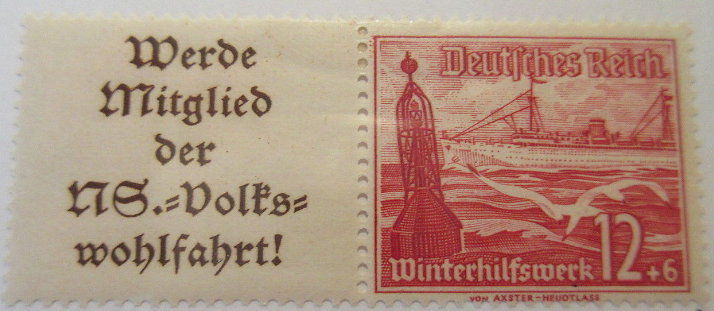 Werde
Mitglied
der
NS.=Volks=
wohlfahrt!
Deutsches Reich
Winterhilfswerk 12+6
VON AXSTER-HEUDTLASS